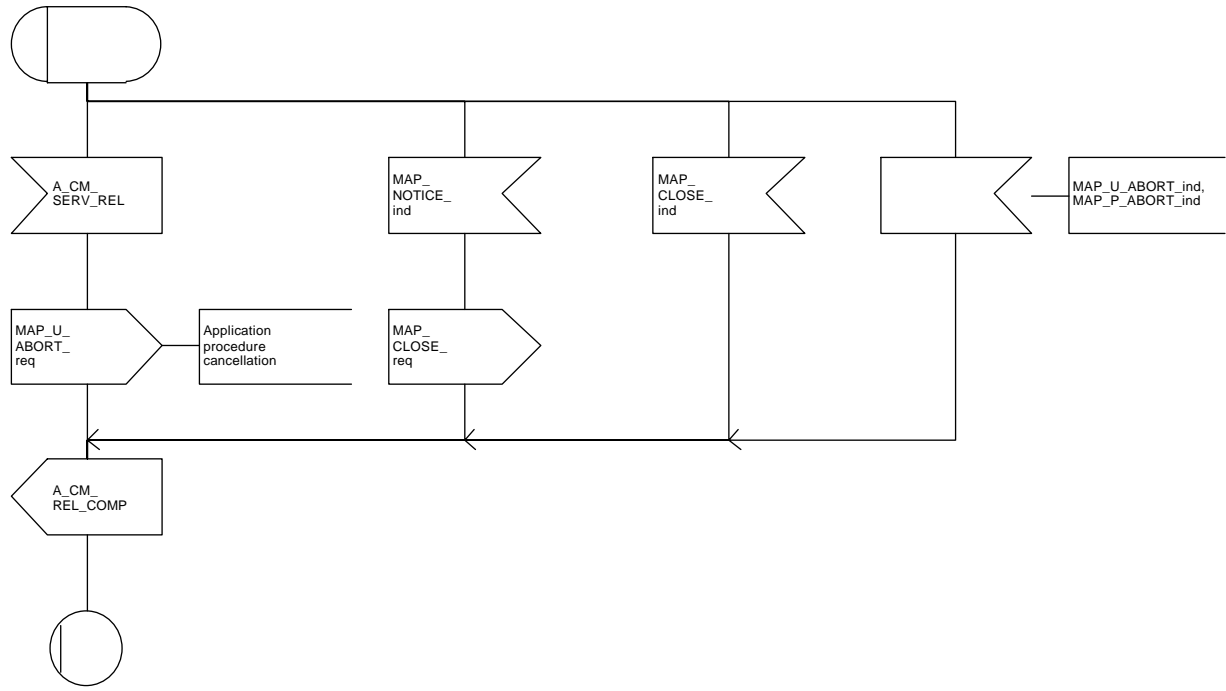 A_CM_
SERV_REL
MAP_
NOTICE_
ind
MAP_
CLOSE_
ind
MAP_U_ABORT_ind,
MAP_P_ABORT_ind
MAP_U_
ABORT_
req
Application
procedure
cancellation
MAP_
CLOSE_
req
A_CM_
REL_COMP